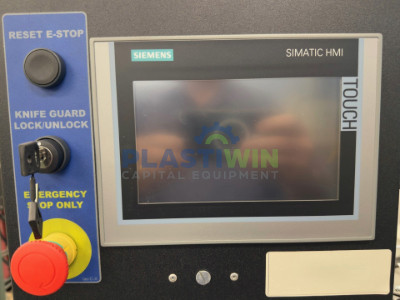 RESET E-STOP
KNIFE GUARD
LOCK/UNLOCK
EMERGENCY
STOP ONLY
SIEMENS
SIMATIC HMI
TOUCH
PLASTIWIN
CAPITAL EQUIPMENT